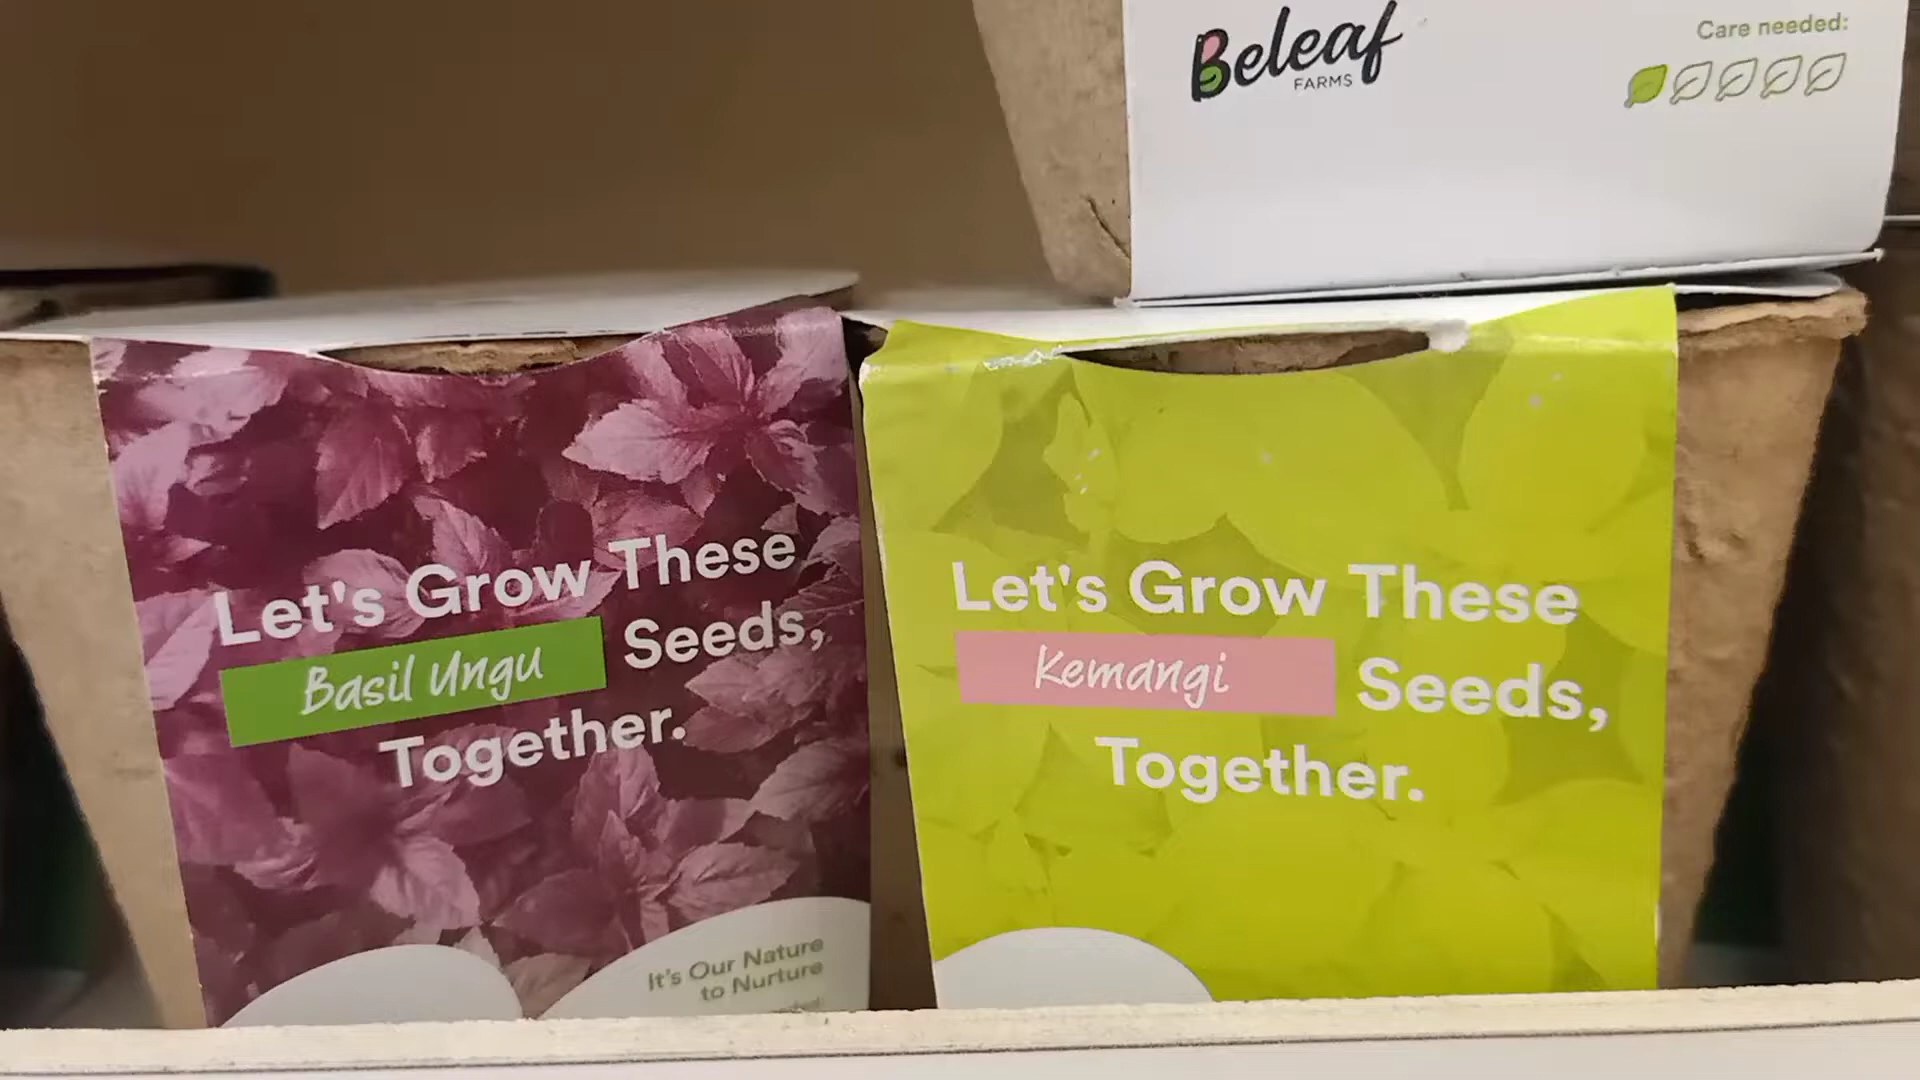 Beleaf
FARMS
Care needed:
Let's Grow These
Basil Ungu Seeds,
Together.
It's Our Nature
to Nurture
Let's Grow These
Kemangi Seeds,
Together.